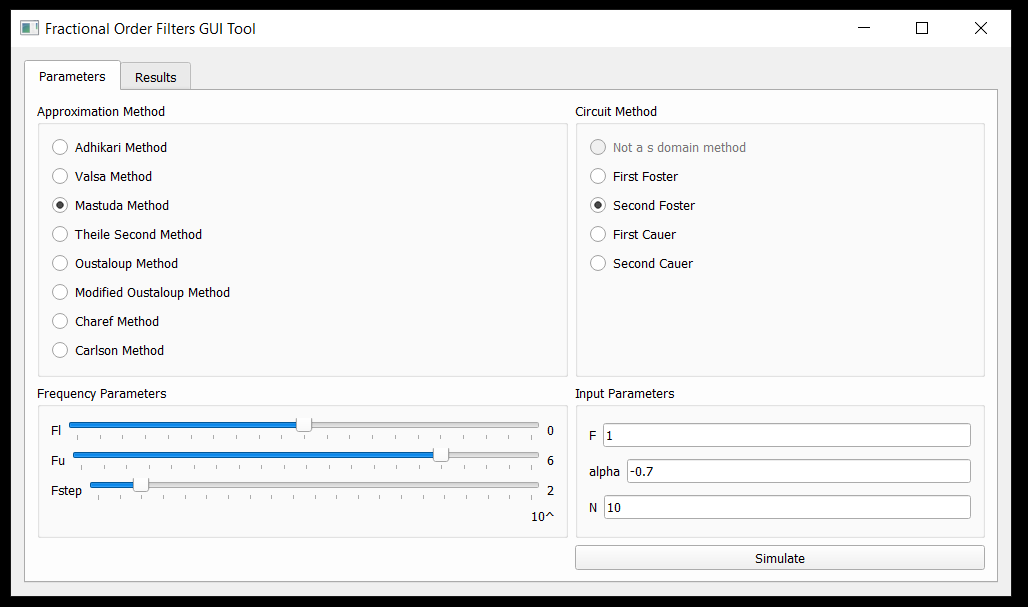 Fractional Order Filters GUI Tool
Parameters
Results
Approximation Method
Adhikari Method
Valsa Method
Mastuda Method
Theile Second Method
Oustaloup Method
Modified Oustaloup Method
Charef Method
Carlson Method
Circuit Method
Not a s domain method
First Foster
Second Foster
First Cauer
Second Cauer
Frequency Parameters
Fl 0
Fu 6
Fstep 2
10^
Input Parameters
F 1
alpha -0.7
N 10
Simulate